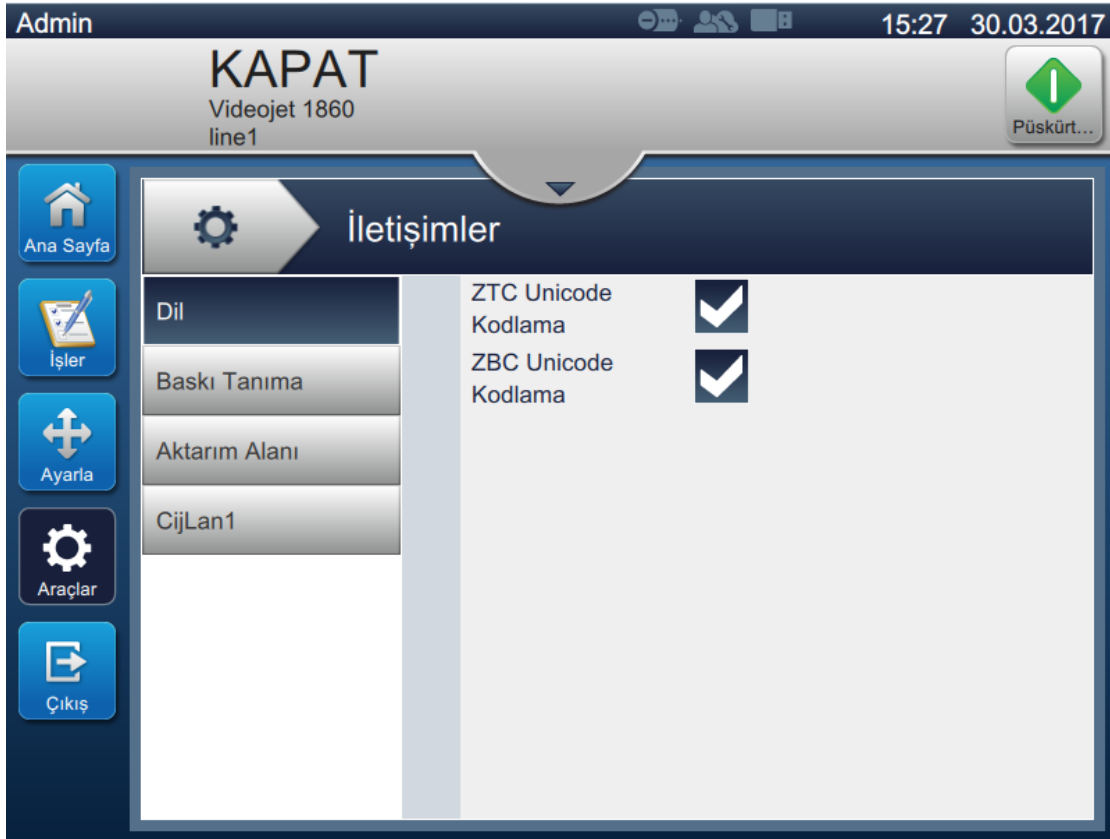 Admin
15:27 30.03.2017
KAPAT
Videojet 1860
line1
Püskürt...
Ana Sayfa
İşler
Ayarla
Araçlar
Çıkış
İletişimler
Dil
Baskı Tanıma
Aktarım Alanı
CijLan1
ZTC Unicode
Kodlama
ZBC Unicode
Kodlama